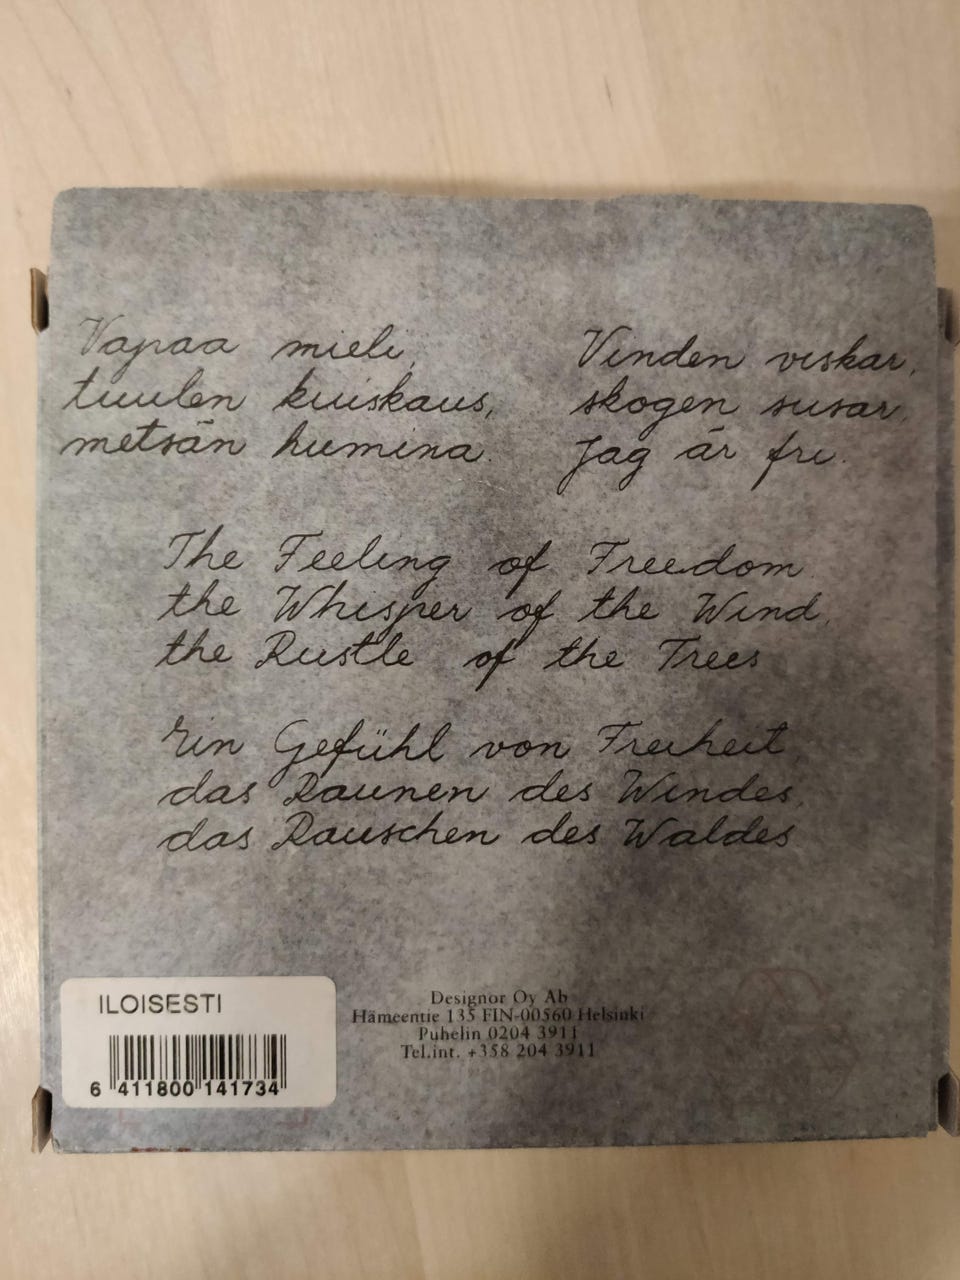 Vapaa mieli,
tuulen kuiskaus,
metsän humina.
Vinden viskar,
skogen susar,
Jag är fri.
The Feeling of Freedom
the Whisper of the Wind,
the Rustle of the Trees
Ein Gefühl von Freiheit,
das Raunen des Windes,
das Rauschen des Waldes
ILOISESTI
6 411800 141734
Designor Oy Ab
Hämeentie 135 FIN-00560 Helsinki
Puhelin 0204 3911
Tel.int. +358 204 3911